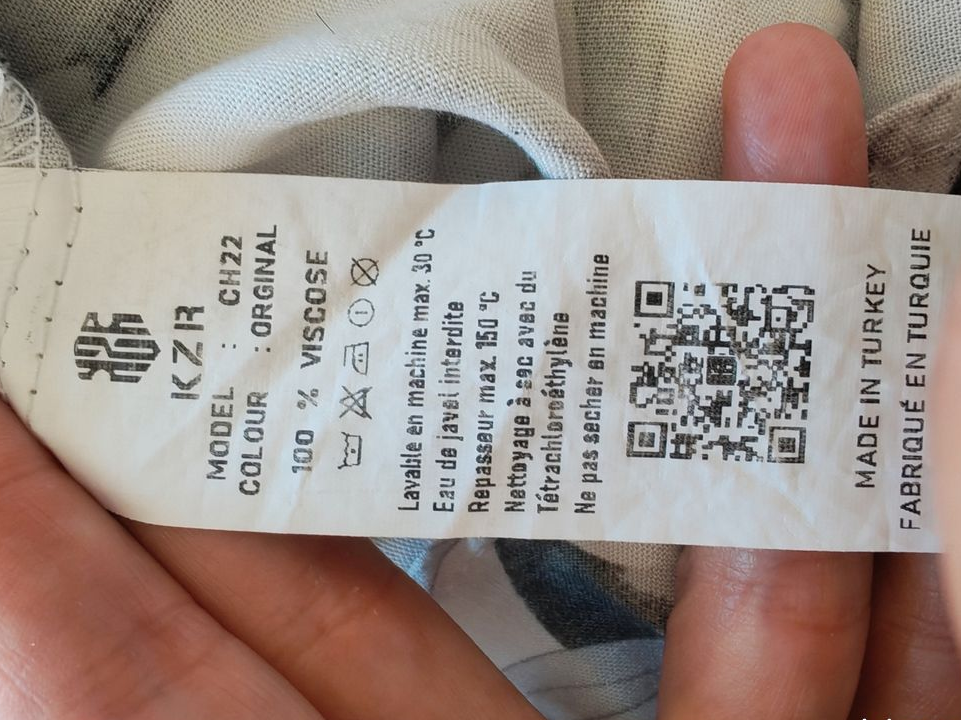 KZR
MODEL : CH22
COLOUR : ORGINAL
100 % VISCOSE
Lavable en machine max. 30 °C
Eau de javel interdite
Repasseur max. 150 °C
Nettoyage à sec avec du
Tétrachloroéthylène
Ne pas secher en machine
MADE IN TURKEY
FABRIQUÉ EN TURQUIE